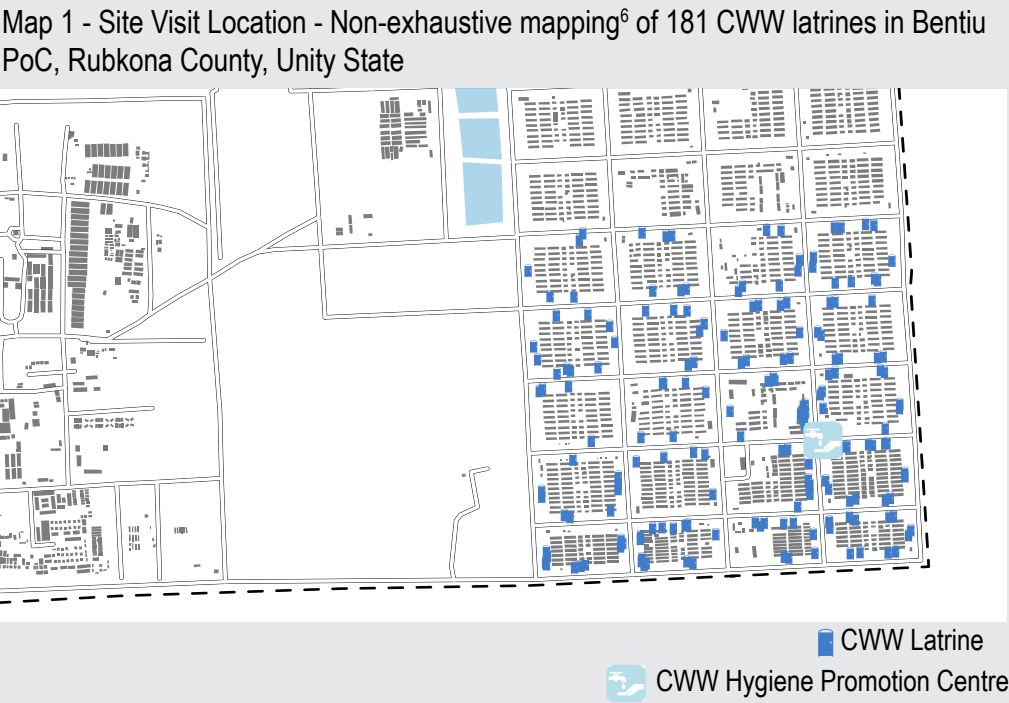 Map 1 - Site Visit Location - Non-exhaustive mapping⁶ of 181 CWW latrines in Bentiu
PoC, Rubkona County, Unity State
CWW Latrine
CWW Hygiene Promotion Centre